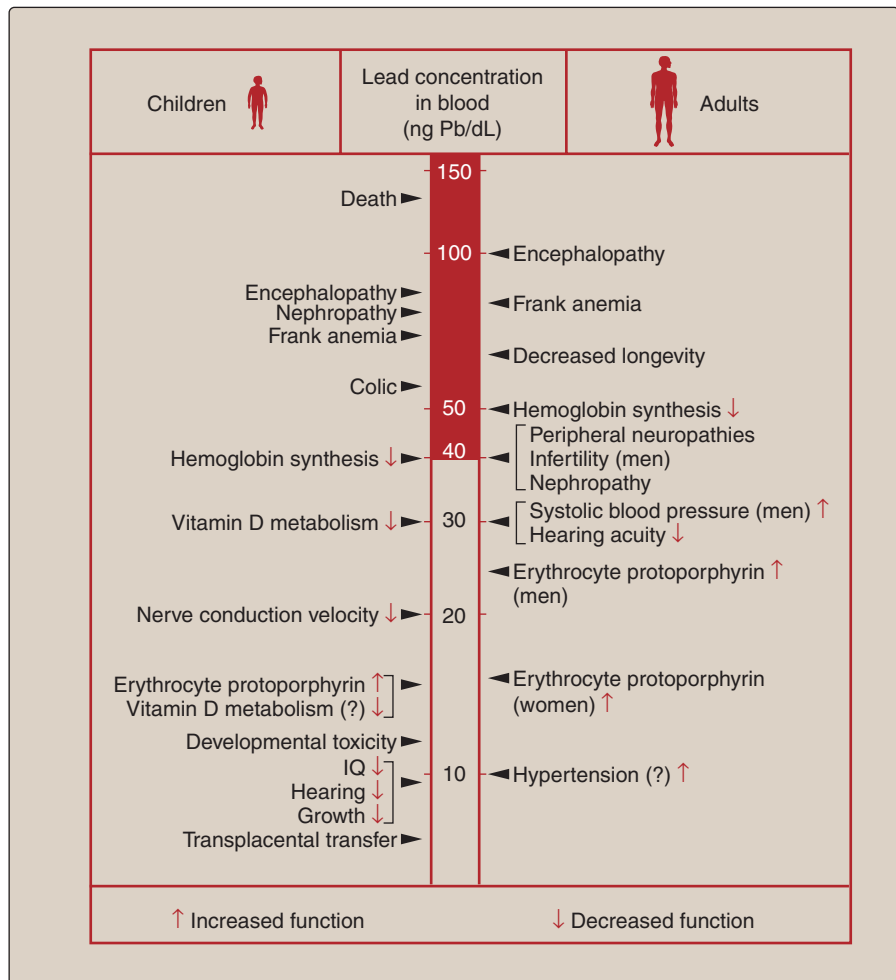 Children
Lead concentration
in blood
(ng Pb/dL)
Adults
150
Death
100
Encephalopathy
Encephalopathy
Nephropathy
Frank anemia
Frank anemia
Decreased longevity
Colic
50
Hemoglobin synthesis ↓
Peripheral neuropathies
40
Hemoglobin synthesis ↓
Infertility (men)
Nephropathy
Vitamin D metabolism ↓
30
Systolic blood pressure (men) ↑
Hearing acuity ↓
Erythrocyte protoporphyrin ↑
(men)
Nerve conduction velocity ↓
20
Erythrocyte protoporphyrin ↑
Vitamin D metabolism (?) ↓
Erythrocyte protoporphyrin
(women) ↑
Developmental toxicity
IQ ↓
Hearing ↓
Growth ↓
10
Hypertension (?) ↑
Transplacental transfer
↑ Increased function
↓ Decreased function